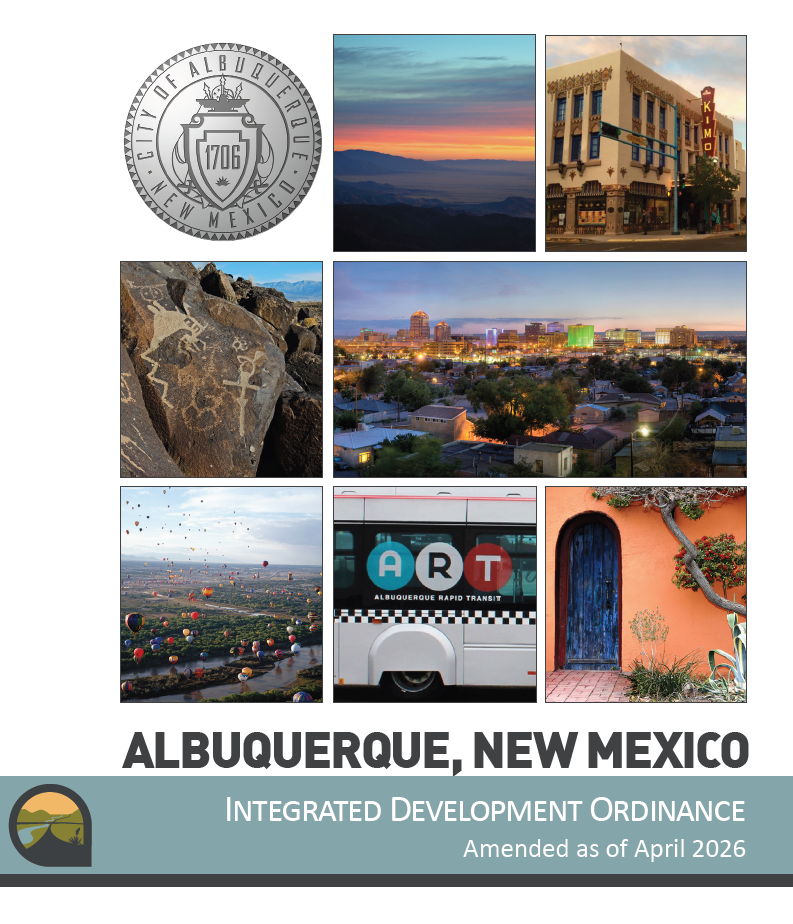 CITY OF ALBUQUERQUE
1706
NEW MEXICO
KIMO
ART
ALBUQUERQUE RAPID TRANSIT
ALBUQUERQUE, NEW MEXICO
INTEGRATED DEVELOPMENT ORDINANCE
Amended as of April 2026